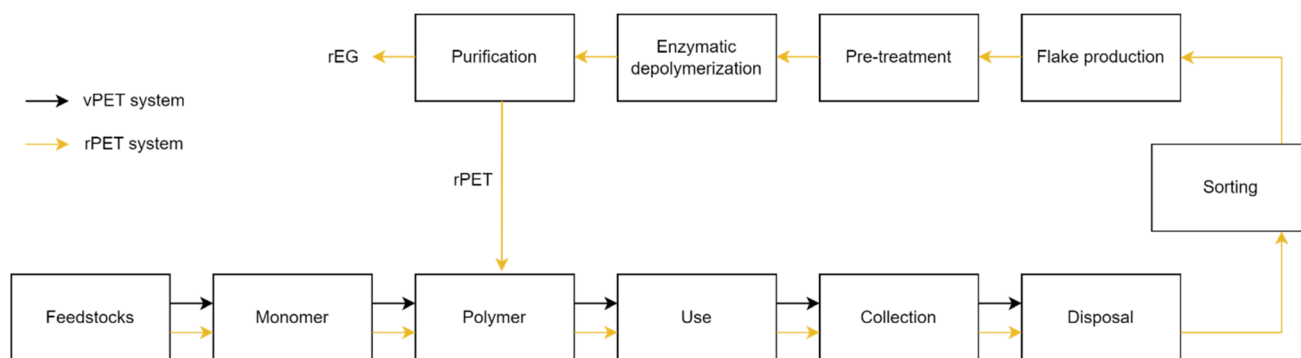 rEG
Purification
Enzymatic
depolymerization
Pre-treatment
Flake production
vPET system
rPET system
rPET
Sorting
Feedstocks
Monomer
Polymer
Use
Collection
Disposal